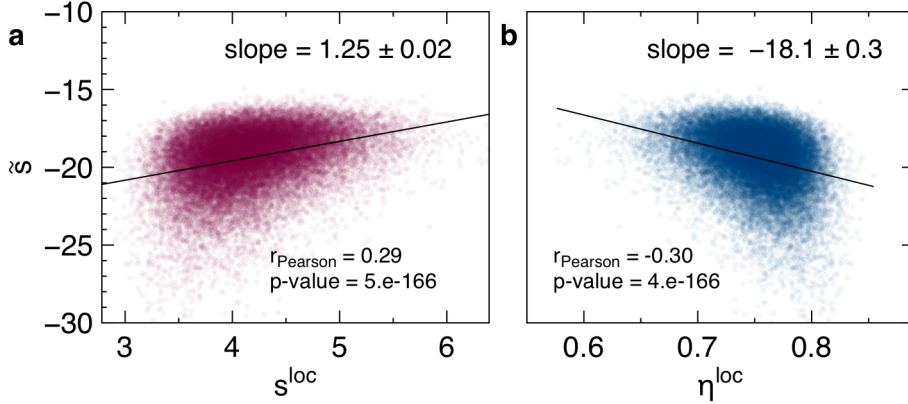 a
slope = 1.25 ± 0.02
b
slope = −18.1 ± 0.3
−10
−15
−20
−25
−30
s̃
r_Pearson = 0.29
p-value = 5.e-166
r_Pearson = -0.30
p-value = 4.e-166
3 4 5 6
0.6 0.7 0.8
s^loc
η^loc